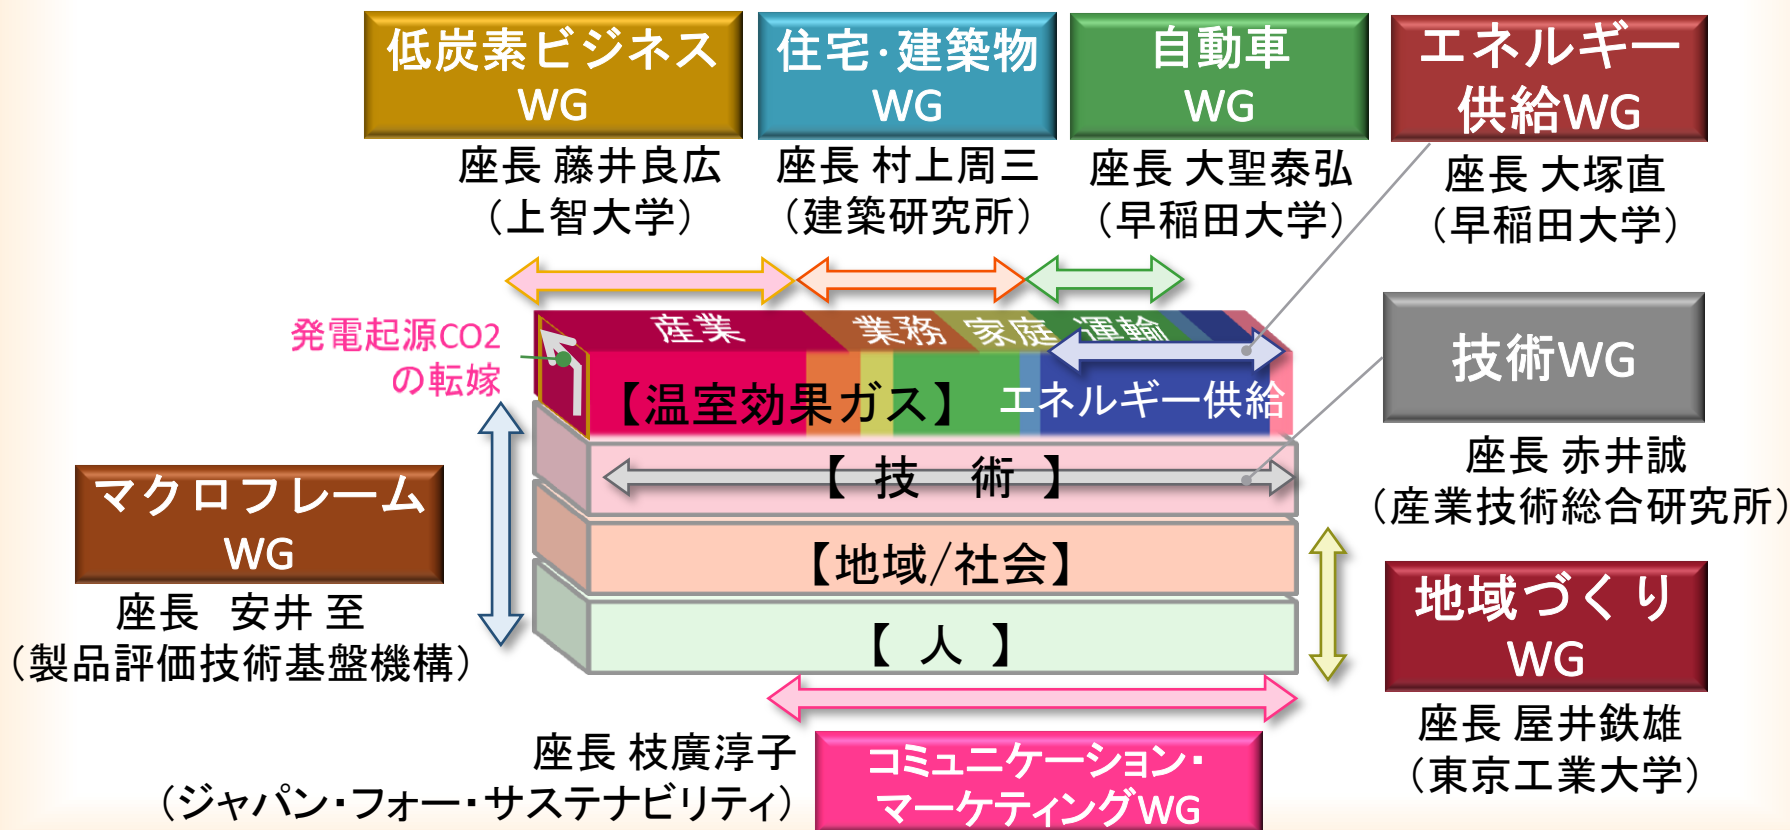 低炭素ビジネス
WG
座長 藤井良広
（上智大学）
住宅・建築物
WG
座長 村上周三
（建築研究所）
自動車
WG
座長 大聖泰弘
（早稲田大学）
エネルギー
供給WG
座長 大塚直
（早稲田大学）
発電起源CO2
の転嫁
産業
業務
家庭
運輸
【温室効果ガス】
エネルギー供給
【 技 術 】
【地域/社会】
【 人 】
技術WG
座長 赤井誠
（産業技術総合研究所）
マクロフレーム
WG
座長 安井 至
（製品評価技術基盤機構）
地域づくり
WG
座長 屋井鉄雄
（東京工業大学）
座長 枝廣淳子
（ジャパン・フォー・サステナビリティ）
コミュニケーション・
マーケティングWG